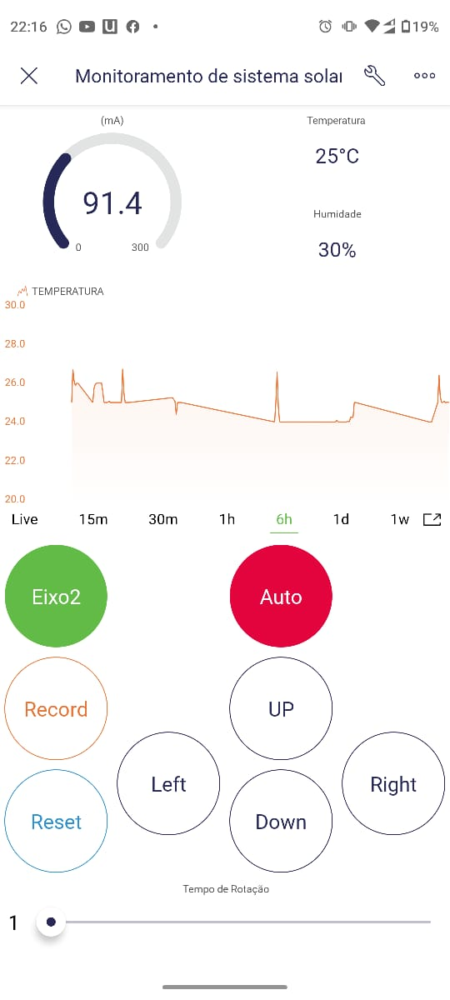 22:16
19%
Monitoramento de sistema solar
(mA)
91.4
0 300
Temperatura
25°C
Humidade
30%
TEMPERATURA
30.0
28.0
26.0
24.0
22.0
20.0
Live 15m 30m 1h 6h 1d 1w
Eixo2 Auto
Record UP
Left Right
Reset Down
Tempo de Rotação
1